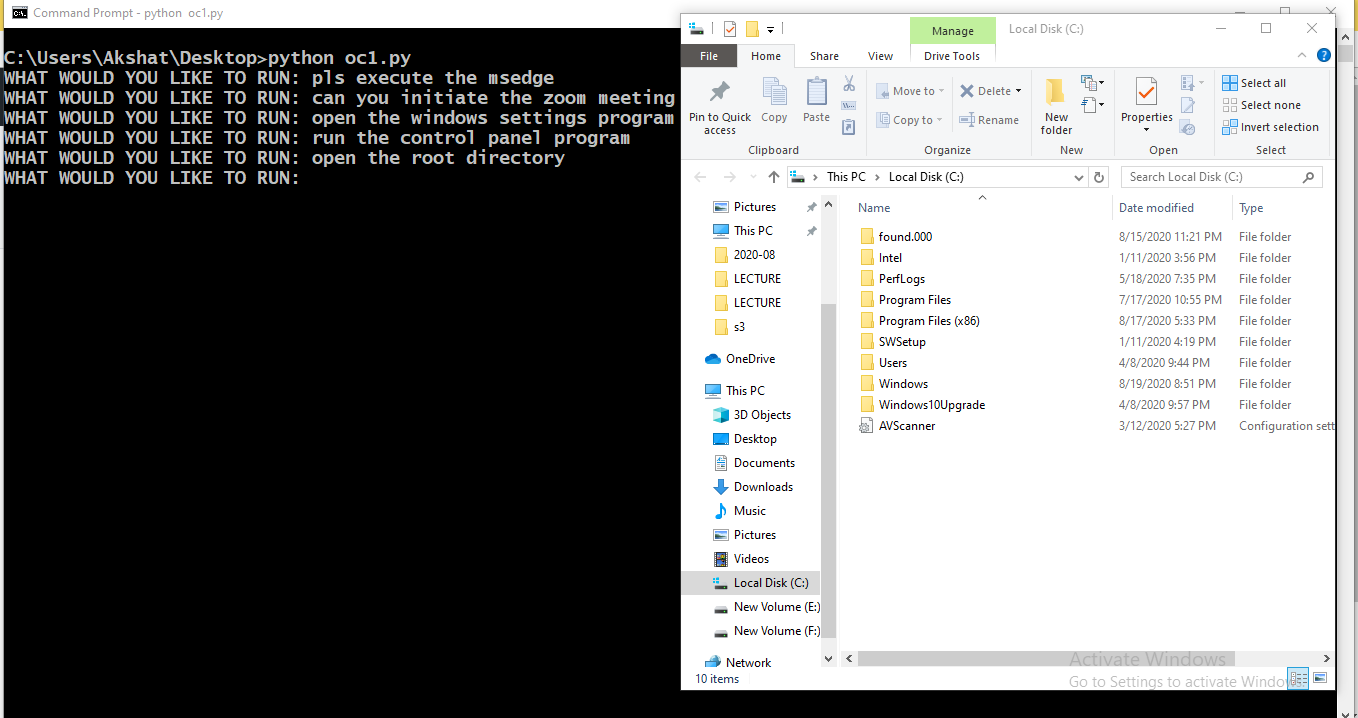 Command Prompt - python  oc1.py
C:\Users\Akshat\Desktop>python oc1.py
WHAT WOULD YOU LIKE TO RUN: pls execute the msedge
WHAT WOULD YOU LIKE TO RUN: can you initiate the zoom meeting
WHAT WOULD YOU LIKE TO RUN: open the windows settings program
WHAT WOULD YOU LIKE TO RUN: run the control panel program
WHAT WOULD YOU LIKE TO RUN: open the root directory
WHAT WOULD YOU LIKE TO RUN:
Manage Local Disk (C:)
File Home Share View Drive Tools
Pin to Quick access
Copy
Paste
Clipboard
Move to
Copy to
Delete
Rename
Organize
New folder
New
Properties
Open
Select all
Select none
Invert selection
Select
This PC > Local Disk (C:)
Search Local Disk (C:)
Pictures
This PC
2020-08
LECTURE
LECTURE
s3
OneDrive
This PC
3D Objects
Desktop
Documents
Downloads
Music
Pictures
Videos
Local Disk (C:)
New Volume (E:)
New Volume (F:)
Network
Name Date modified Type
found.000 8/15/2020 11:21 PM File folder
Intel 1/11/2020 3:56 PM File folder
PerfLogs 5/18/2020 7:35 PM File folder
Program Files 7/17/2020 10:55 PM File folder
Program Files (x86) 8/17/2020 5:33 PM File folder
SWSetup 1/11/2020 4:19 PM File folder
Users 4/8/2020 9:44 PM File folder
Windows 8/19/2020 8:51 PM File folder
Windows10Upgrade 4/8/2020 9:57 PM File folder
AVScanner 3/12/2020 5:27 PM Configuration sett
10 items
Activate Windows
Go to Settings to activate Windows.